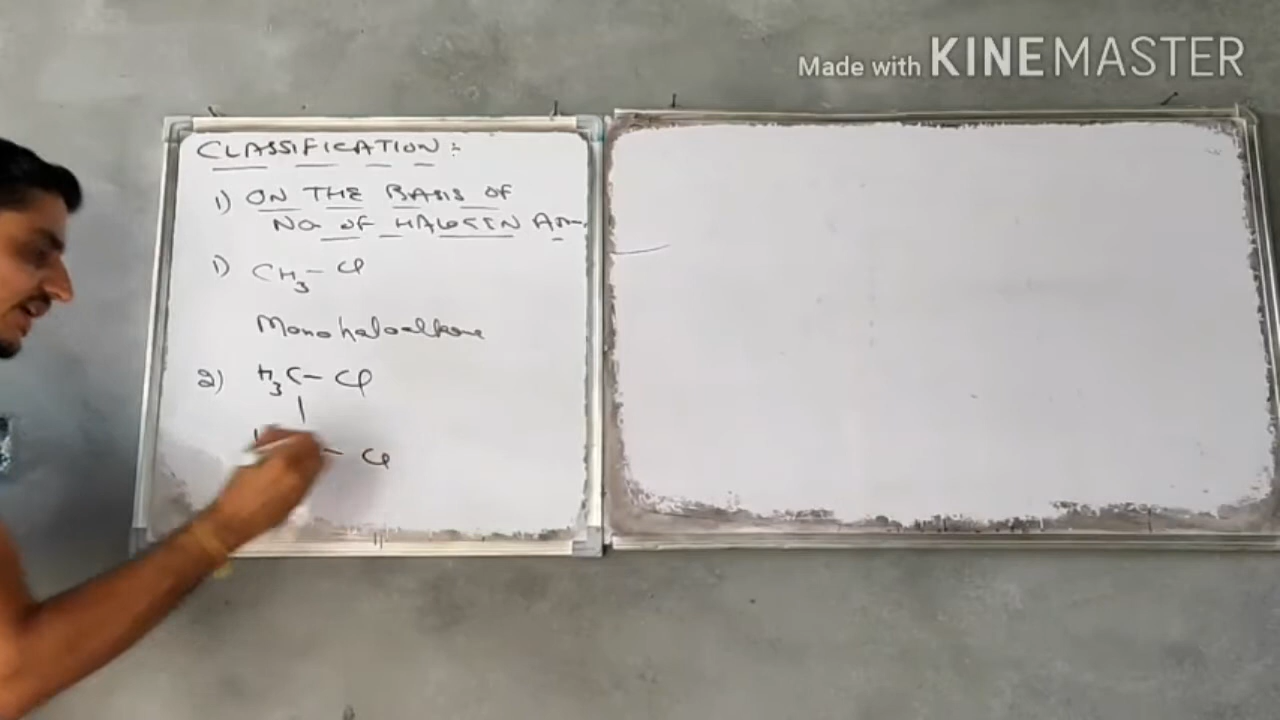 Made with KINEMASTER
CLASSIFICATION :
1) ON THE BASIS OF
NO. OF HALOGEN
1) CH3 - Cl
Monohaloalkane
2) H3C - Cl
- Cl